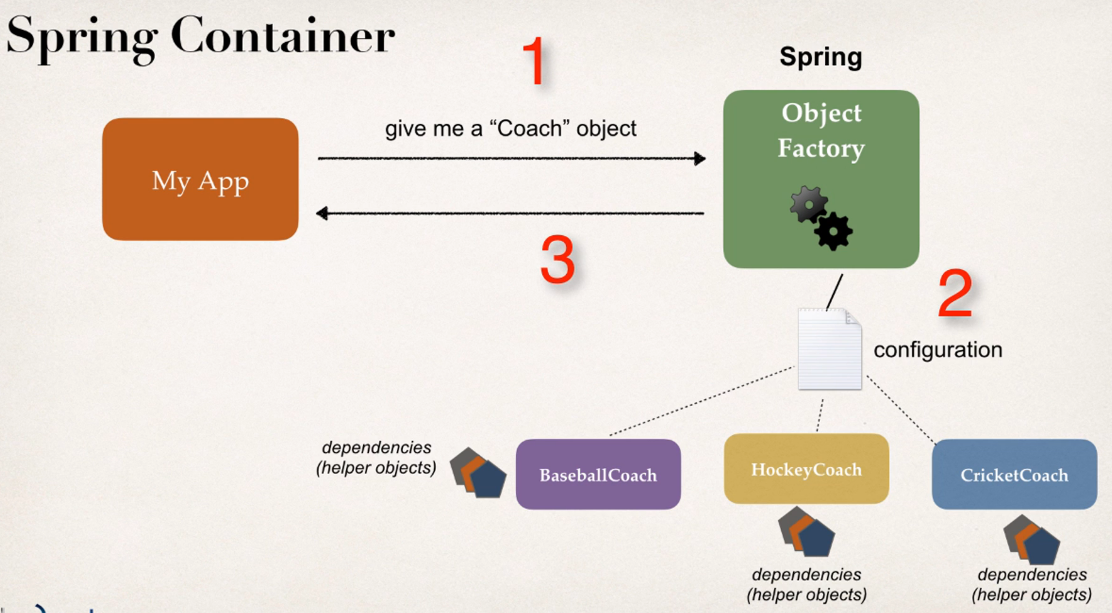 Spring Container
1
Spring
give me a “Coach” object
Object
Factory
My App
3
2
configuration
dependencies
(helper objects)
BaseballCoach
HockeyCoach
CricketCoach
dependencies
(helper objects)
dependencies
(helper objects)